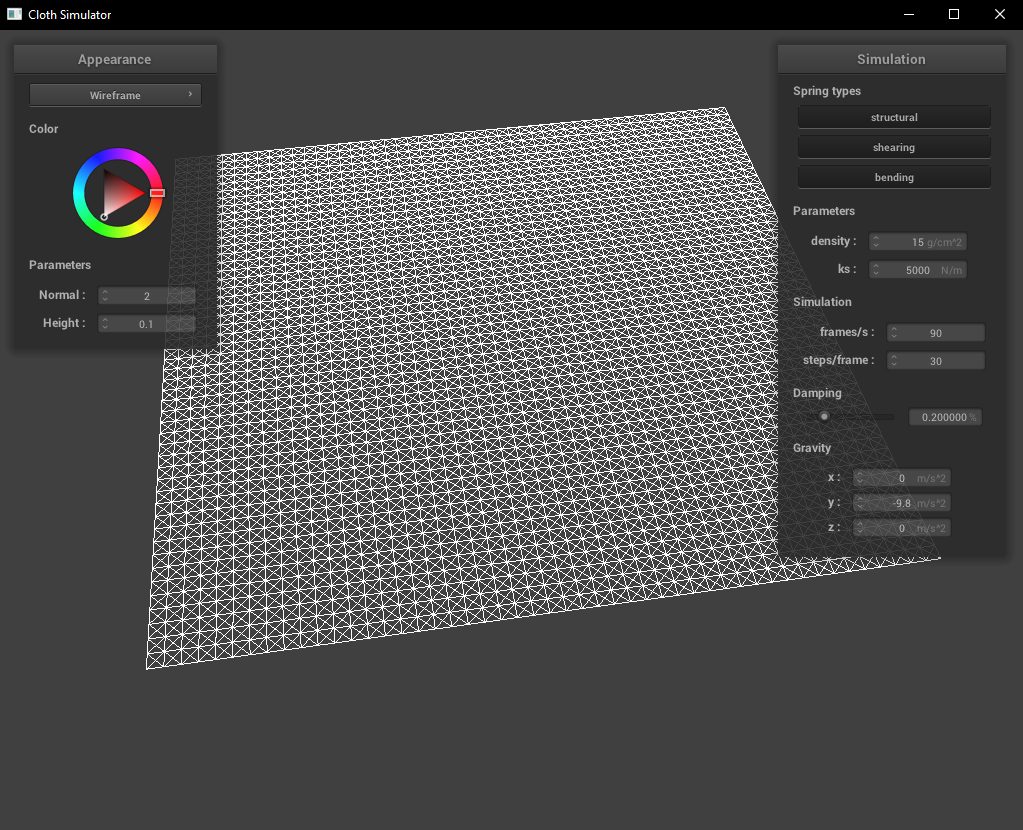 Cloth Simulator
Appearance
Wireframe
Color
Parameters
Normal : 2
Height : 0.1
Simulation
Spring types
structural
shearing
bending
Parameters
density : 15 g/cm^2
ks : 5000 N/m
Simulation
frames/s : 90
steps/frame : 30
Damping
0.200000 %
Gravity
x : 0 m/s^2
y : -9.8 m/s^2
z : 0 m/s^2